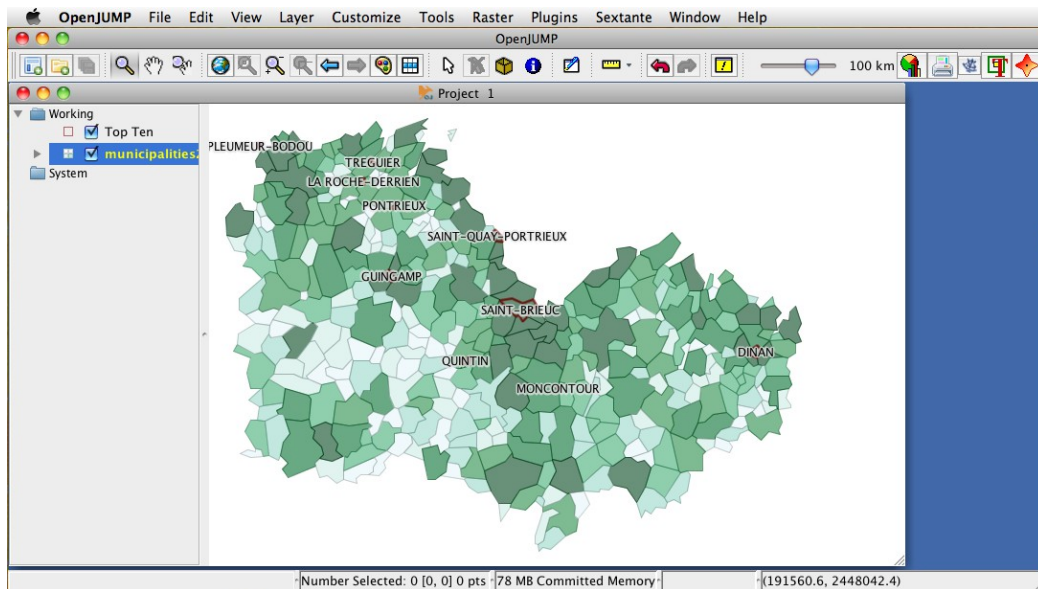 OpenJUMP File Edit View Layer Customize Tools Raster Plugins Sextante Window Help
OpenJUMP
100 km
Project 1
Working
Top Ten
municipalities
System
PLEUMEUR-BODOU
TREGUIER
LA ROCHE-DERRIEN
PONTRIEUX
SAINT-QUAY-PORTRIEUX
GUINGAMP
SAINT-BRIEUC
DINAN
QUINTIN
MONCONTOUR
Number Selected: 0 [0, 0] 0 pts 78 MB Committed Memory (191560.6, 2448042.4)